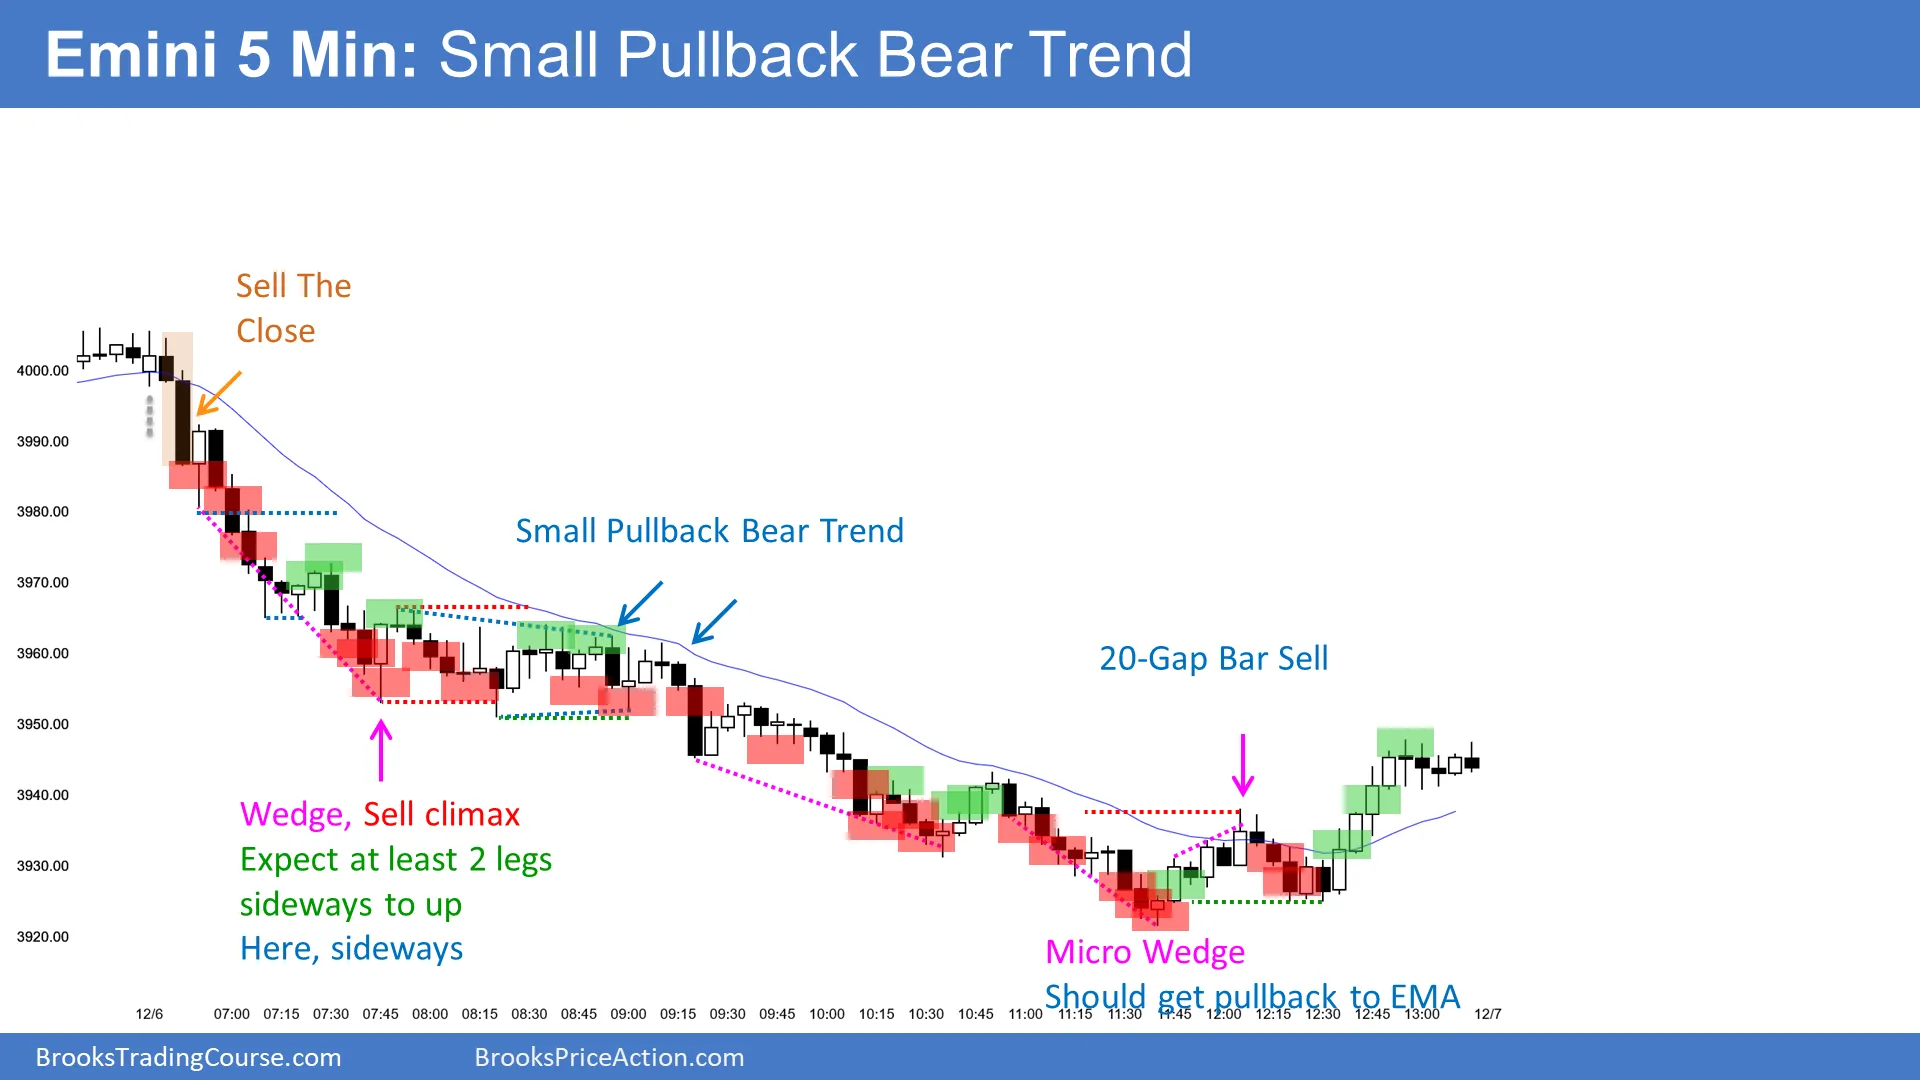 Emini 5 Min: Small Pullback Bear Trend
Sell The
Close
Small Pullback Bear Trend
20-Gap Bar Sell
4000.00
3990.00
3980.00
3970.00
3960.00
3950.00
3940.00
3930.00
3920.00
Wedge, Sell climax
Expect at least 2 legs
sideways to up
Here, sideways
Micro Wedge
Should get pullback to EMA
12/6 07:00 07:15 07:30 07:45 08:00 08:15 08:30 08:45 09:00 09:15 09:30 09:45 10:00 10:15 10:30 10:45 11:00 11:15 11:30 11:45 12:00 12:15 12:30 12:45 13:00 12/7
BrooksTradingCourse.com BrooksPriceAction.com